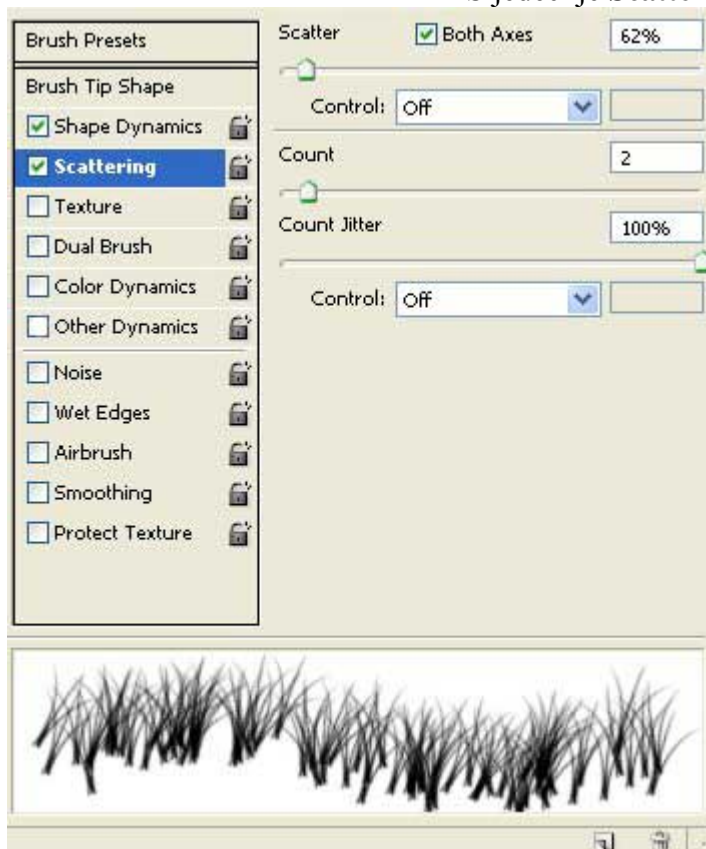 Brush Presets
Brush Tip Shape
Shape Dynamics
Scattering
Texture
Dual Brush
Color Dynamics
Other Dynamics
Noise
Wet Edges
Airbrush
Smoothing
Protect Texture
Scatter Both Axes 62%
Control: Off
Count 2
Count Jitter 100%
Control: Off